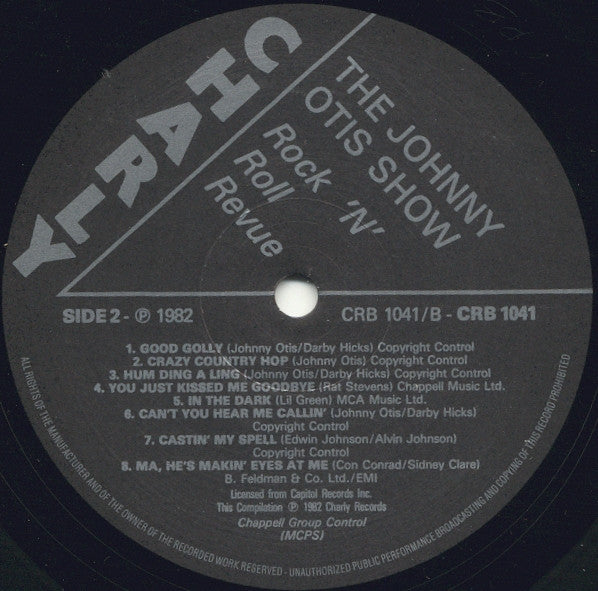 CHARLY
THE JOHNNY
OTIS SHOW
Rock 'N'
Roll
Revue
SIDE 2 - ℗ 1982
CRB 1041/B - CRB 1041
1. GOOD GOLLY (Johnny Otis/Darby Hicks) Copyright Control
2. CRAZY COUNTRY HOP (Johnny Otis) Copyright Control
3. HUM DING A LING (Johnny Otis/Darby Hicks) Copyright Control
4. YOU JUST KISSED ME GOODBYE (Pat Stevens) Chappell Music Ltd.
5. IN THE DARK (Lil Green) MCA Music Ltd.
6. CAN'T YOU HEAR ME CALLIN' (Johnny Otis/Darby Hicks)
Copyright Control
7. CASTIN' MY SPELL (Edwin Johnson/Alvin Johnson)
Copyright Control
8. MA, HE'S MAKIN' EYES AT ME (Con Conrad/Sidney Clare)
B. Feldman & Co. Ltd./EMI
Licensed from Capitol Records Inc.
This Compilation ℗ 1982 Charly Records
Chappell Group Control
(MCPS)
ALL RIGHTS OF THE MANUFACTURER AND OF THE OWNER OF THE RECORDED WORK RESERVED - UNAUTHORIZED PUBLIC PERFORMANCE BROADCASTING AND COPYING OF THIS RECORD PROHIBITED